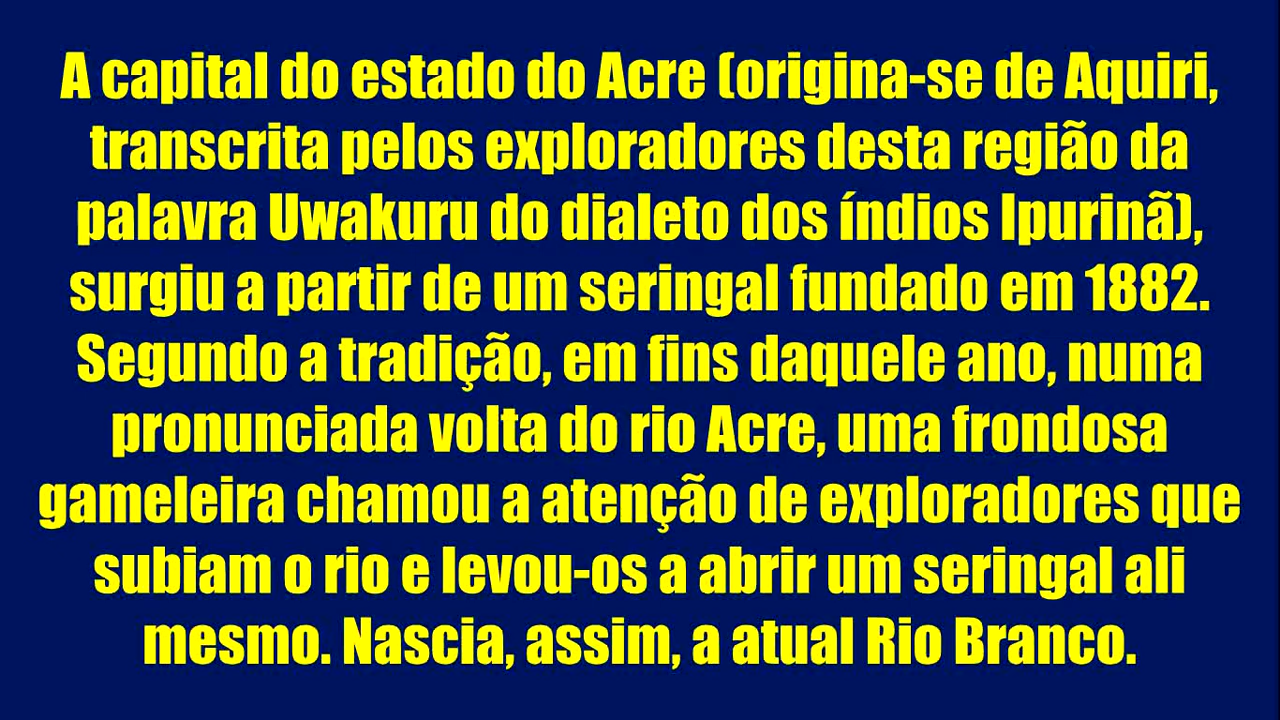 A capital do estado do Acre (origina-se de Aquiri,
transcrita pelos exploradores desta região da
palavra Uwakuru do dialeto dos índios Ipurinã),
surgiu a partir de um seringal fundado em 1882.
Segundo a tradição, em fins daquele ano, numa
pronunciada volta do rio Acre, uma frondosa
gameleira chamou a atenção de exploradores que
subiam o rio e levou-os a abrir um seringal ali
mesmo. Nascia, assim, a atual Rio Branco.